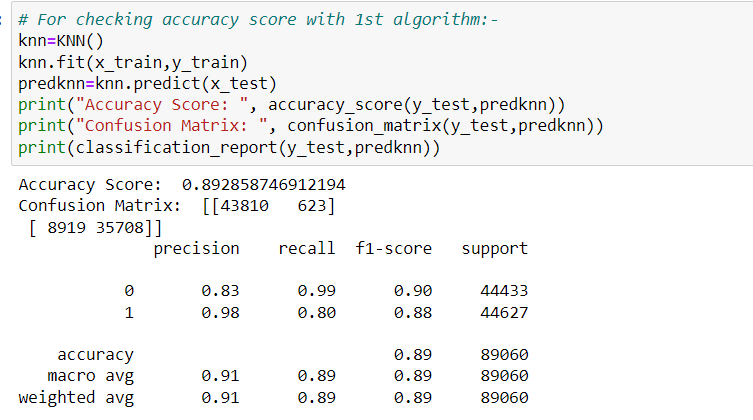 # For checking accuracy score with 1st algorithm:-
knn=KNN()
knn.fit(x_train,y_train)
predknn=knn.predict(x_test)
print("Accuracy Score: ", accuracy_score(y_test,predknn))
print("Confusion Matrix: ", confusion_matrix(y_test,predknn))
print(classification_report(y_test,predknn))
Accuracy Score:  0.892858746912194
Confusion Matrix:  [[43810   623]
 [ 8919 35708]]
              precision    recall  f1-score   support
           0       0.83      0.99      0.90     44433
           1       0.98      0.80      0.88     44627
    accuracy                           0.89     89060
   macro avg       0.91      0.89      0.89     89060
weighted avg       0.91      0.89      0.89     89060